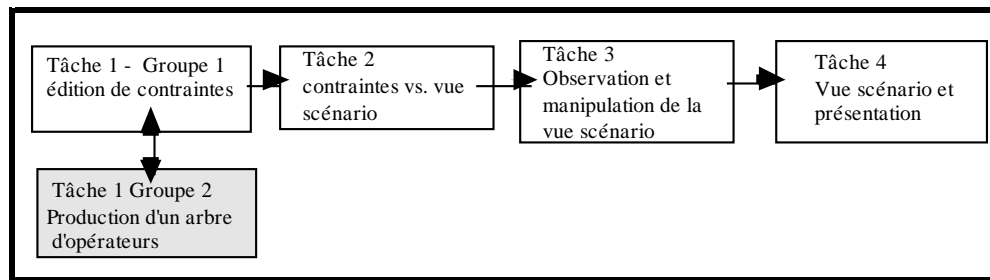 Tâche 1 - Groupe 1
édition de contraintes
Tâche 2
contraintes vs. vue
scénario
Tâche 3
Observation et
manipulation de la
vue scénario
Tâche 4
Vue scénario et
présentation
Tâche 1 Groupe 2
Production d'un arbre
d'opérateurs